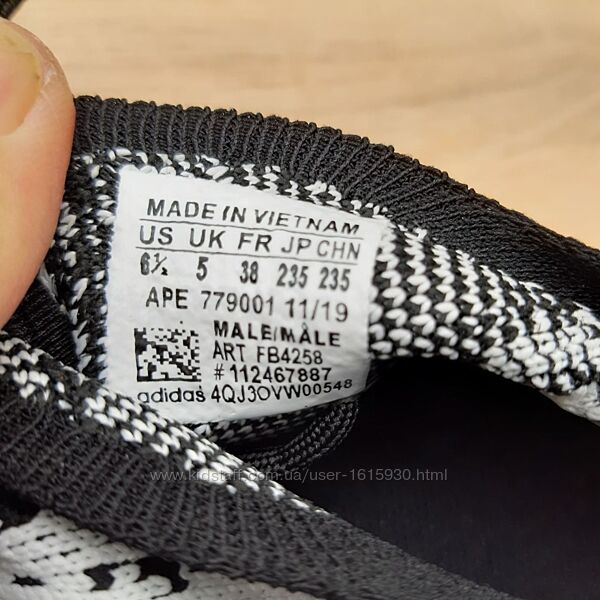 MADE IN VIETNAM
US UK FR JP CHN
6½ 5 38 235 235
APE 779001 11/19
MALE/MÂLE
ART FB4258
#112467887
adidas 4QJ3OVW00548
www.kidstaff.com.ua/user-1615930.html